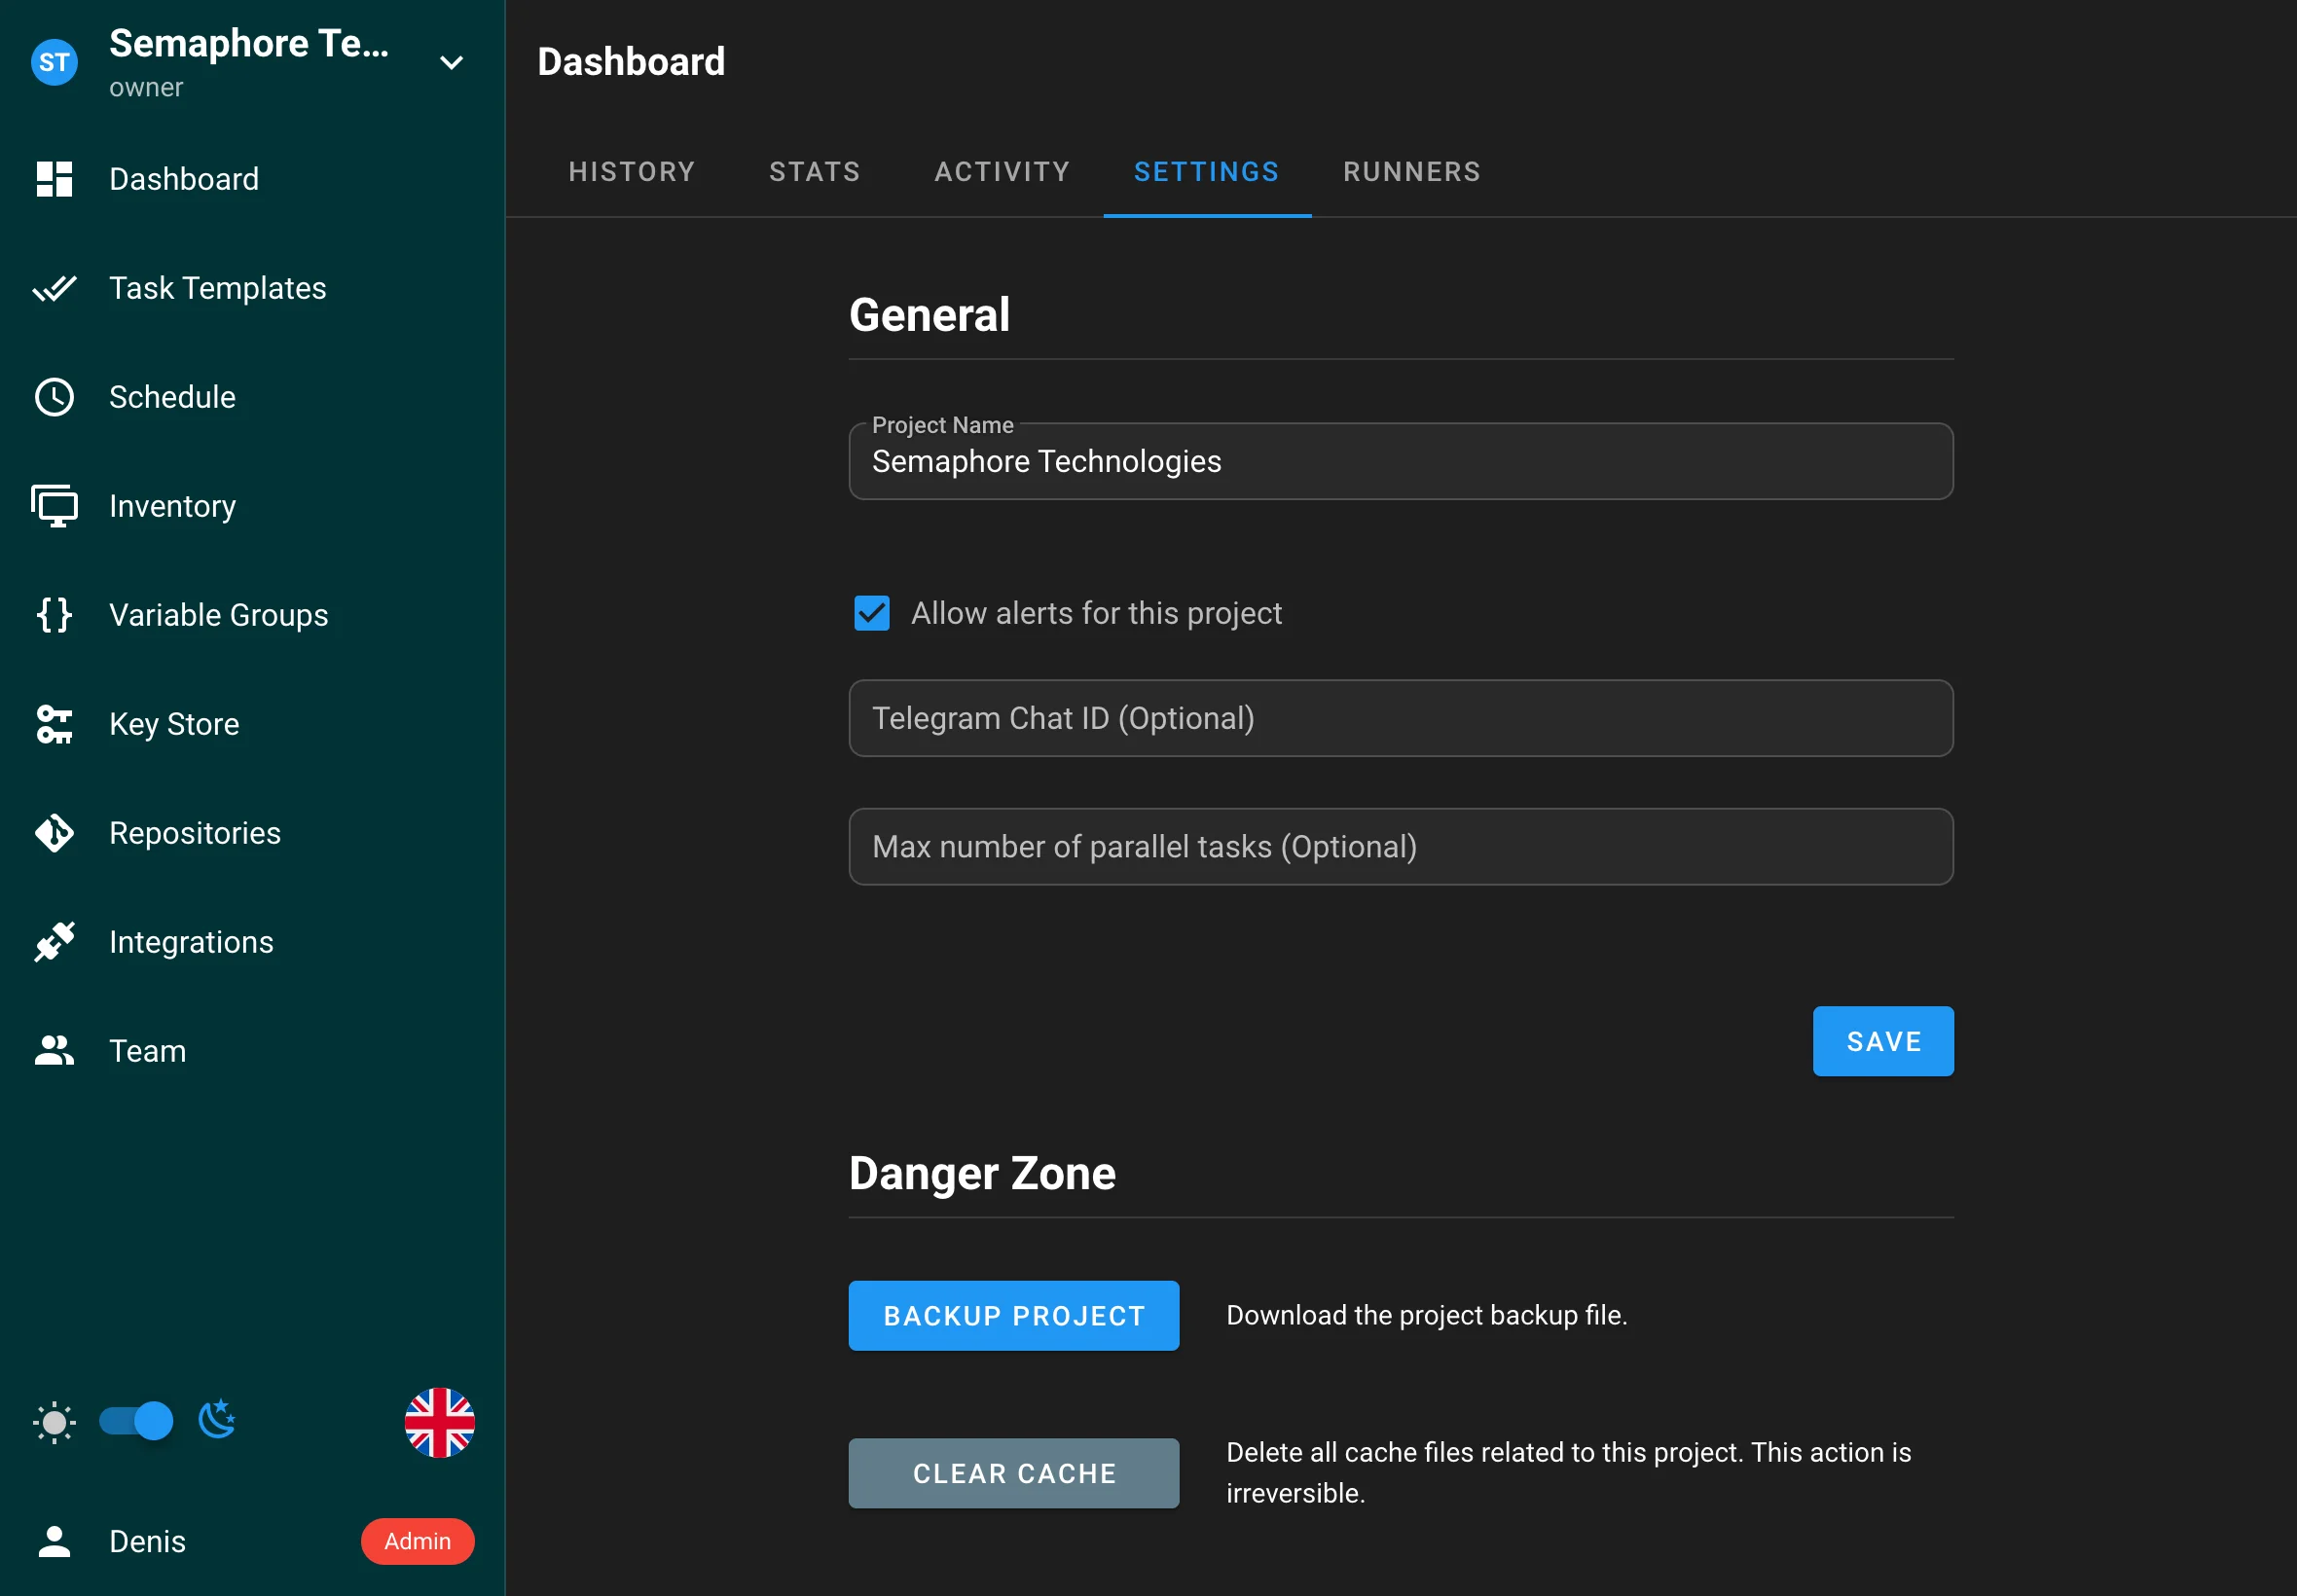 ST
Semaphore Te...
owner
Dashboard
Task Templates
Schedule
Inventory
Variable Groups
Key Store
Repositories
Integrations
Team
Denis
Admin
Dashboard
HISTORY
STATS
ACTIVITY
SETTINGS
RUNNERS
General
Project Name
Semaphore Technologies
Allow alerts for this project
Telegram Chat ID (Optional)
Max number of parallel tasks (Optional)
SAVE
Danger Zone
BACKUP PROJECT
Download the project backup file.
CLEAR CACHE
Delete all cache files related to this project. This action is
irreversible.